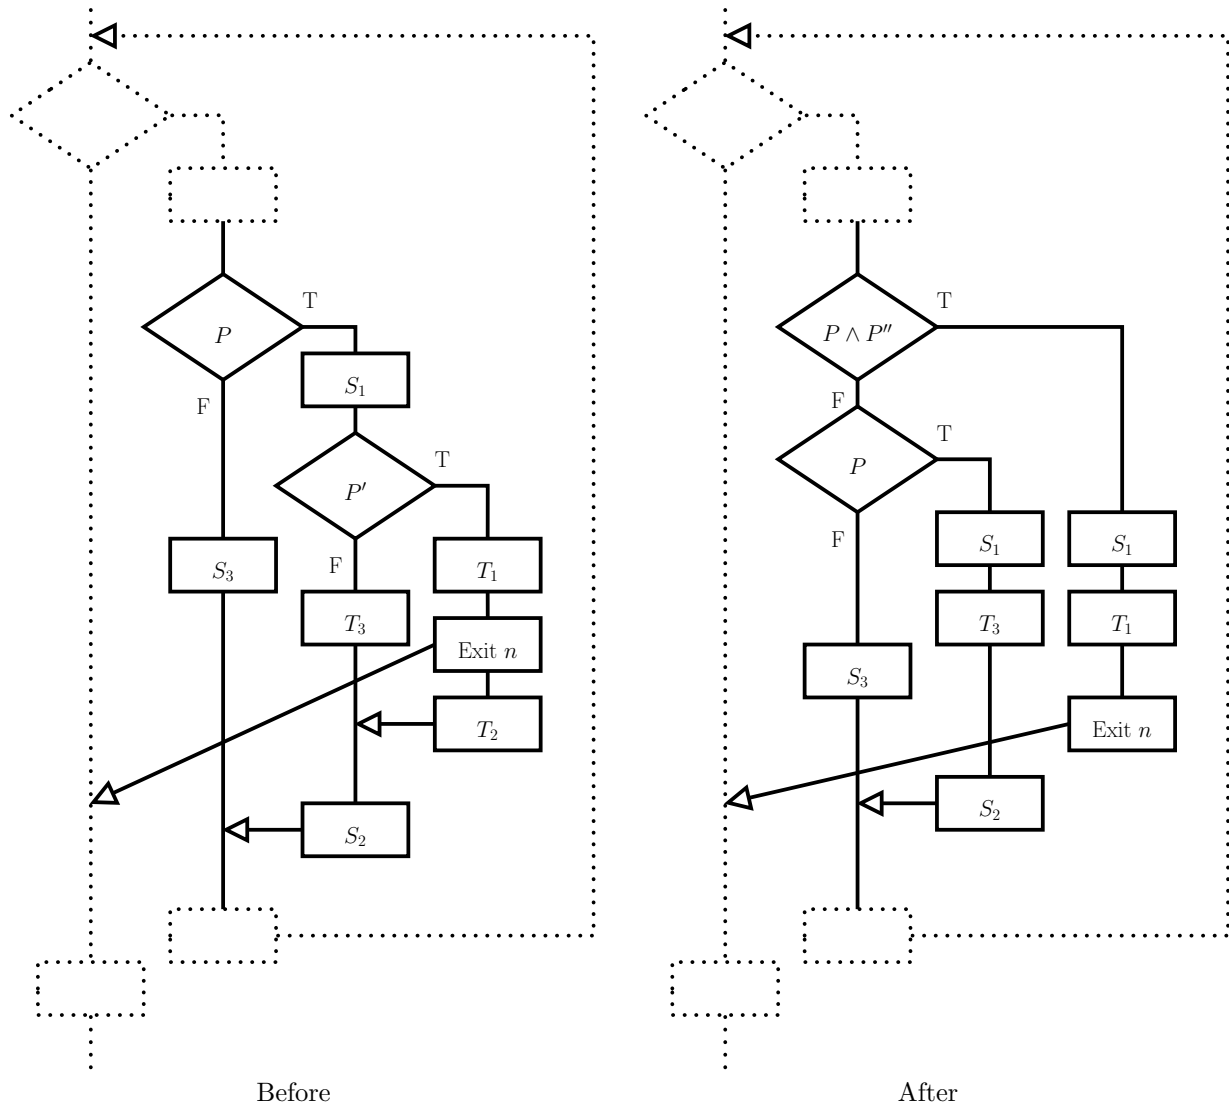 P
T
S₁
F
P′
T
S₃
F
T₁
T₃
Exit n
T₂
S₂
Before
P ∧ P″
T
F
P
T
F
S₁
S₁
T₃
T₁
S₃
Exit n
S₂
After